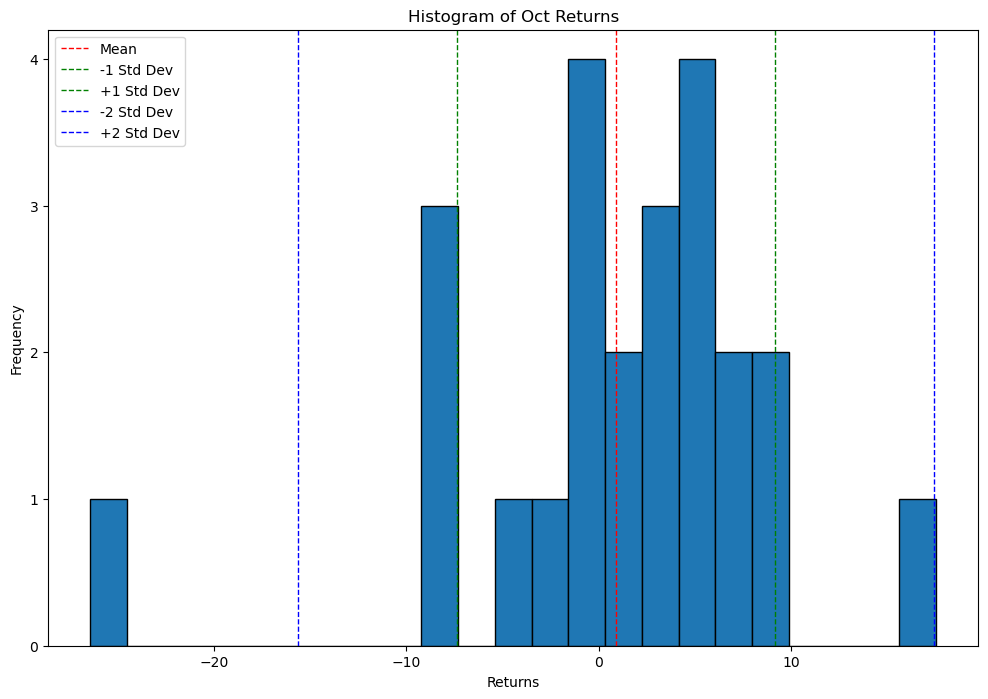 Histogram of Oct Returns
Mean
-1 Std Dev
+1 Std Dev
-2 Std Dev
+2 Std Dev
4
3
2
1
0
Frequency
−20
−10
0
10
Returns